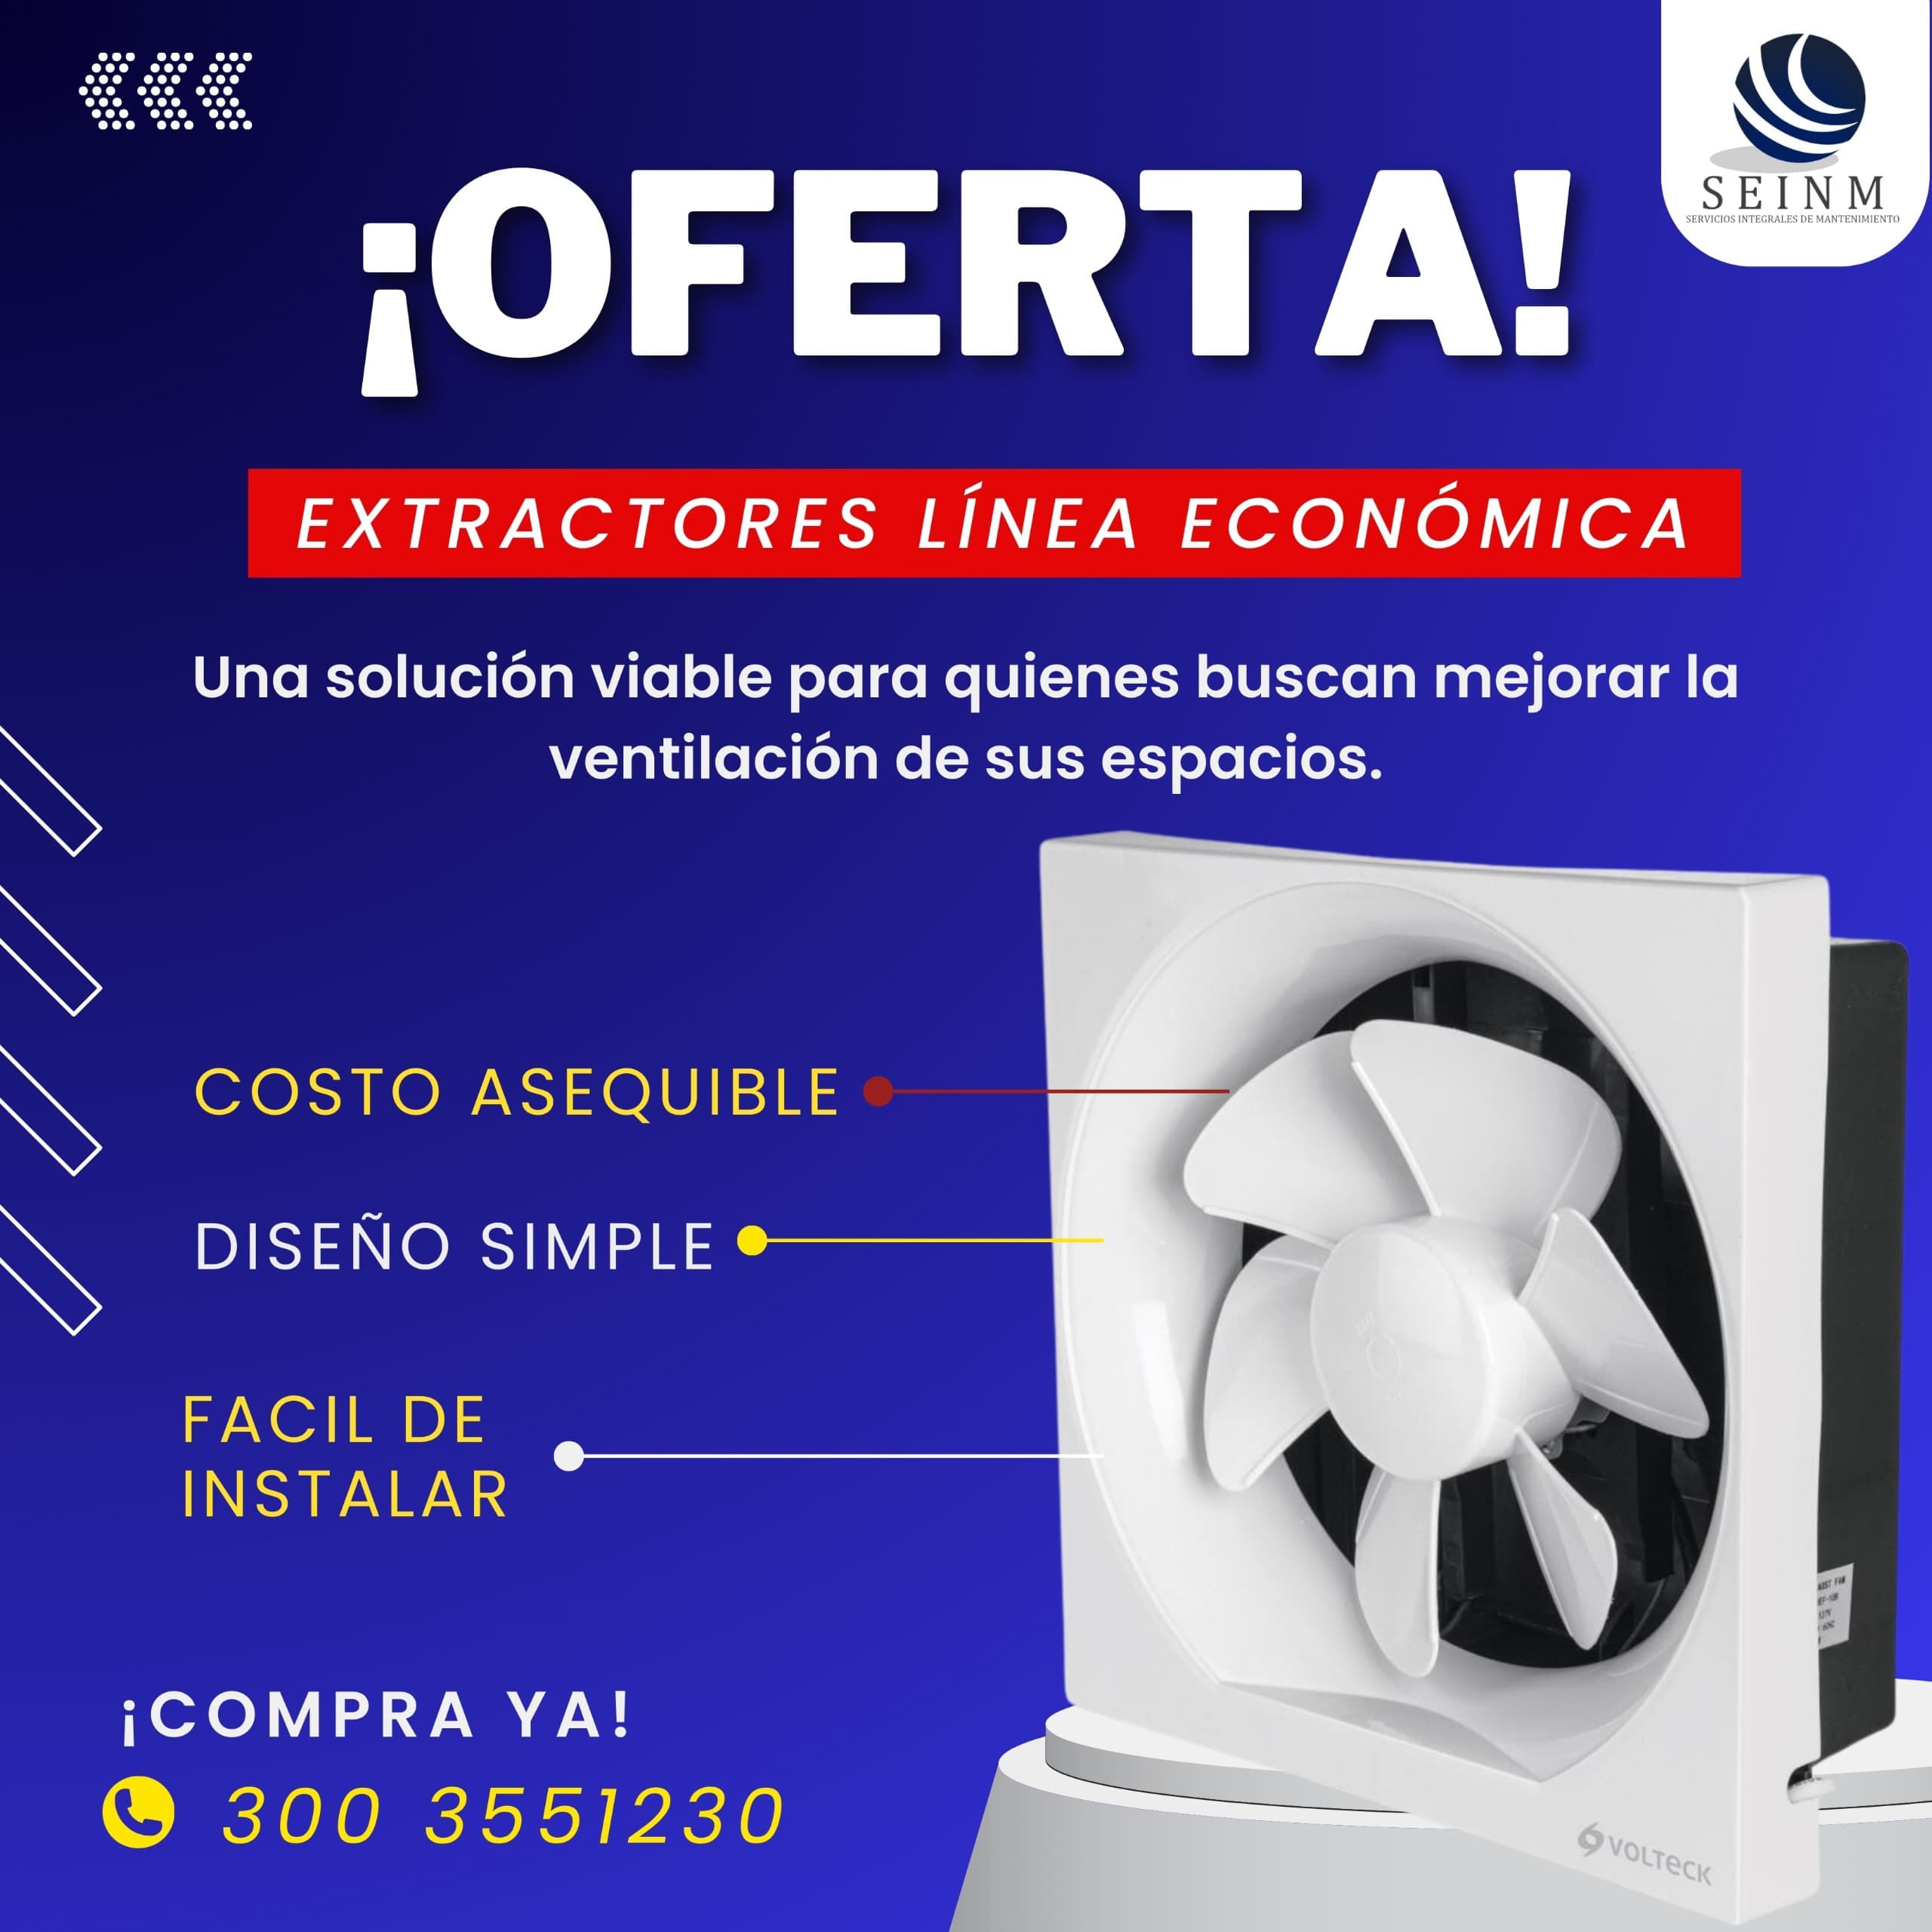 SEINM
SERVICIOS INTEGRALES DE MANTENIMIENTO
¡OFERTA!
EXTRACTORES LÍNEA ECONÓMICA
Una solución viable para quienes buscan mejorar la
ventilación de sus espacios.
COSTO ASEQUIBLE
DISEÑO SIMPLE
FACIL DE
INSTALAR
¡COMPRA YA!
300 3551230
VOLTECK